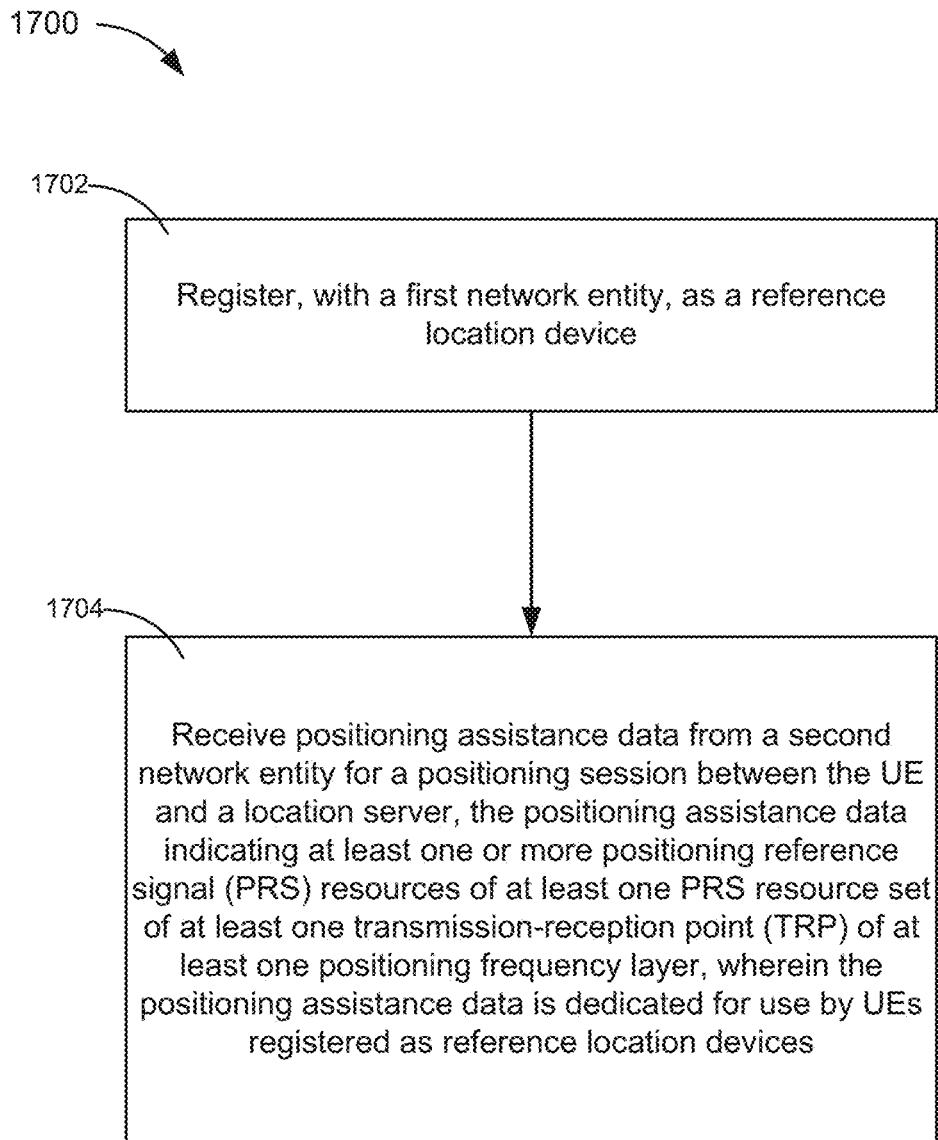 1700
1702
Register, with a first network entity, as a reference
location device
1704
Receive positioning assistance data from a second
network entity for a positioning session between the UE
and a location server, the positioning assistance data
indicating at least one or more positioning reference
signal (PRS) resources of at least one PRS resource set
of at least one transmission-reception point (TRP) of at
least one positioning frequency layer, wherein the
positioning assistance data is dedicated for use by UEs
registered as reference location devices